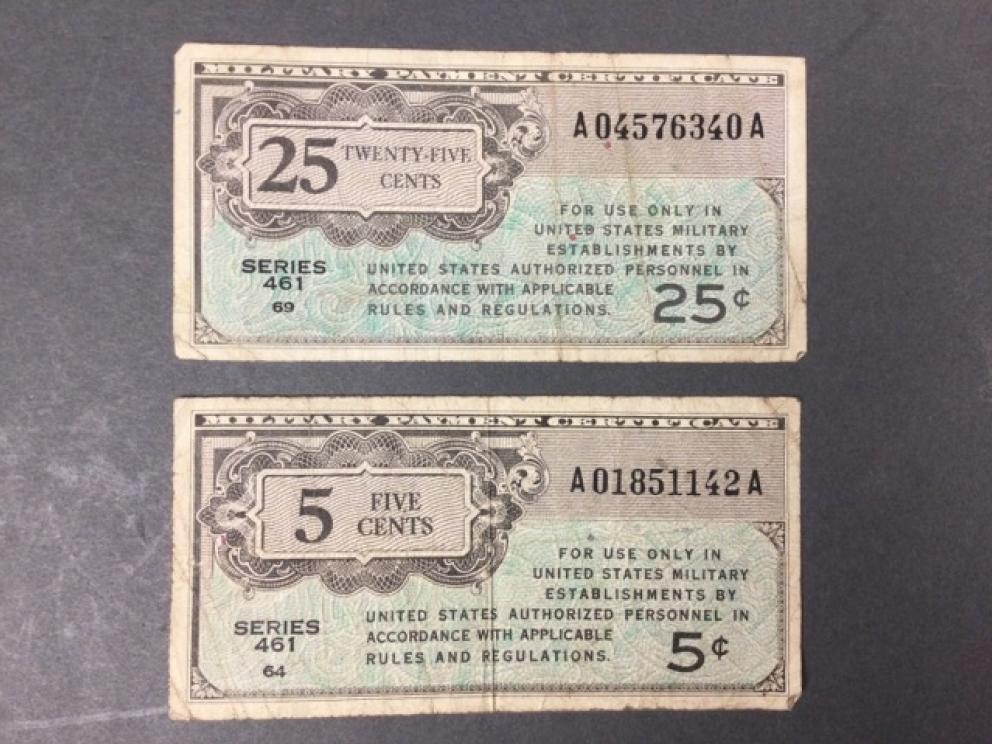 MILITARY PAYMENT CERTIFICATE
A04576340A
25 TWENTY-FIVE
CENTS
FOR USE ONLY IN
UNITED STATES MILITARY
ESTABLISHMENTS BY
UNITED STATES AUTHORIZED PERSONNEL IN
ACCORDANCE WITH APPLICABLE
RULES AND REGULATIONS.
SERIES
461
69
25¢
MILITARY PAYMENT CERTIFICATE
A01851142A
5 FIVE
CENTS
FOR USE ONLY IN
UNITED STATES MILITARY
ESTABLISHMENTS BY
UNITED STATES AUTHORIZED PERSONNEL IN
ACCORDANCE WITH APPLICABLE
RULES AND REGULATIONS.
SERIES
461
64
5¢